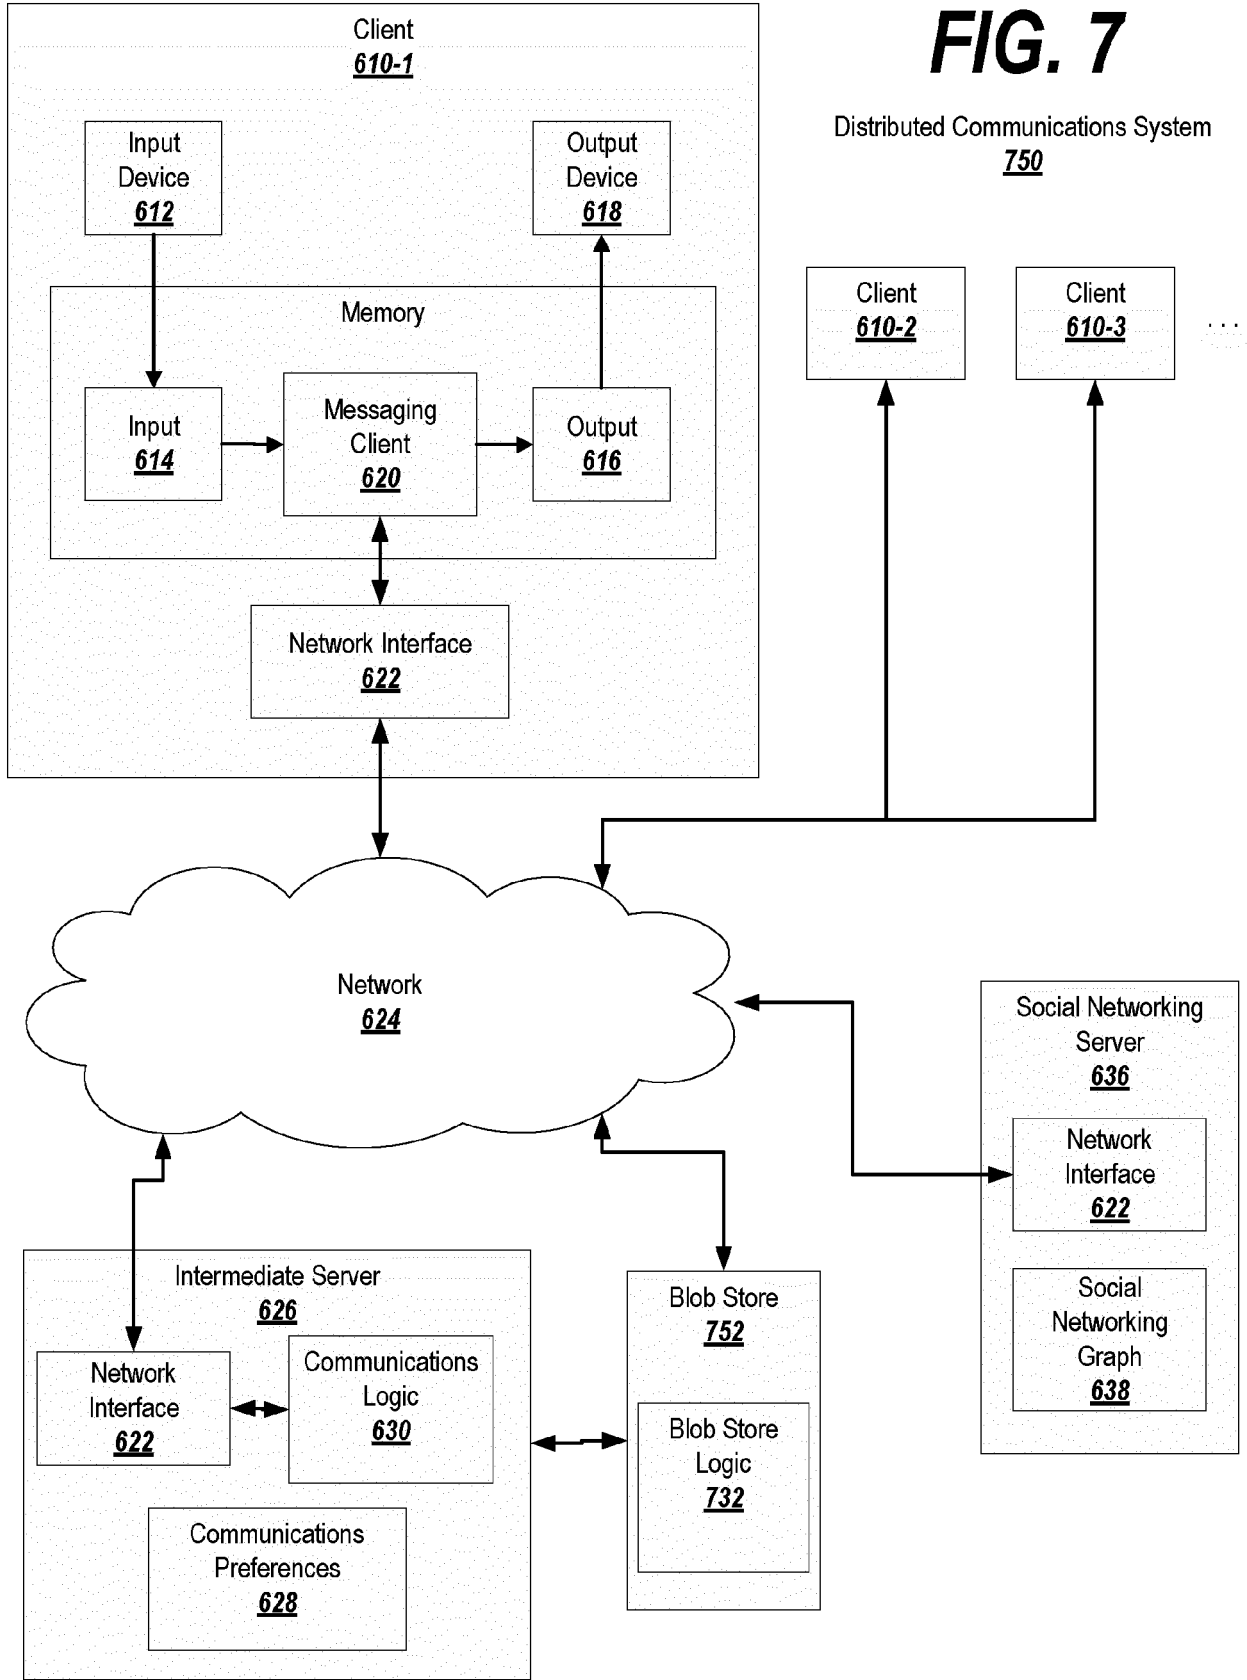 Client
610-1
FIG. 7
Distributed Communications System
750
Input
Device
612
Output
Device
618
Client
610-2
Client
610-3
...
Memory
Input
614
Messaging
Client
620
Output
616
Network Interface
622
Network
624
Social Networking
Server
636
Network
Interface
622
Social
Networking
Graph
638
Intermediate Server
626
Network
Interface
622
Communications
Logic
630
Communications
Preferences
628
Blob Store
752
Blob Store
Logic
732